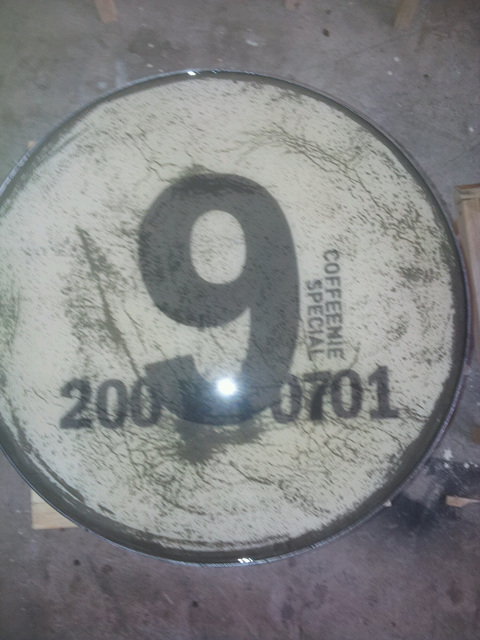 9
COFFEENIE
SPECIAL
200 0701